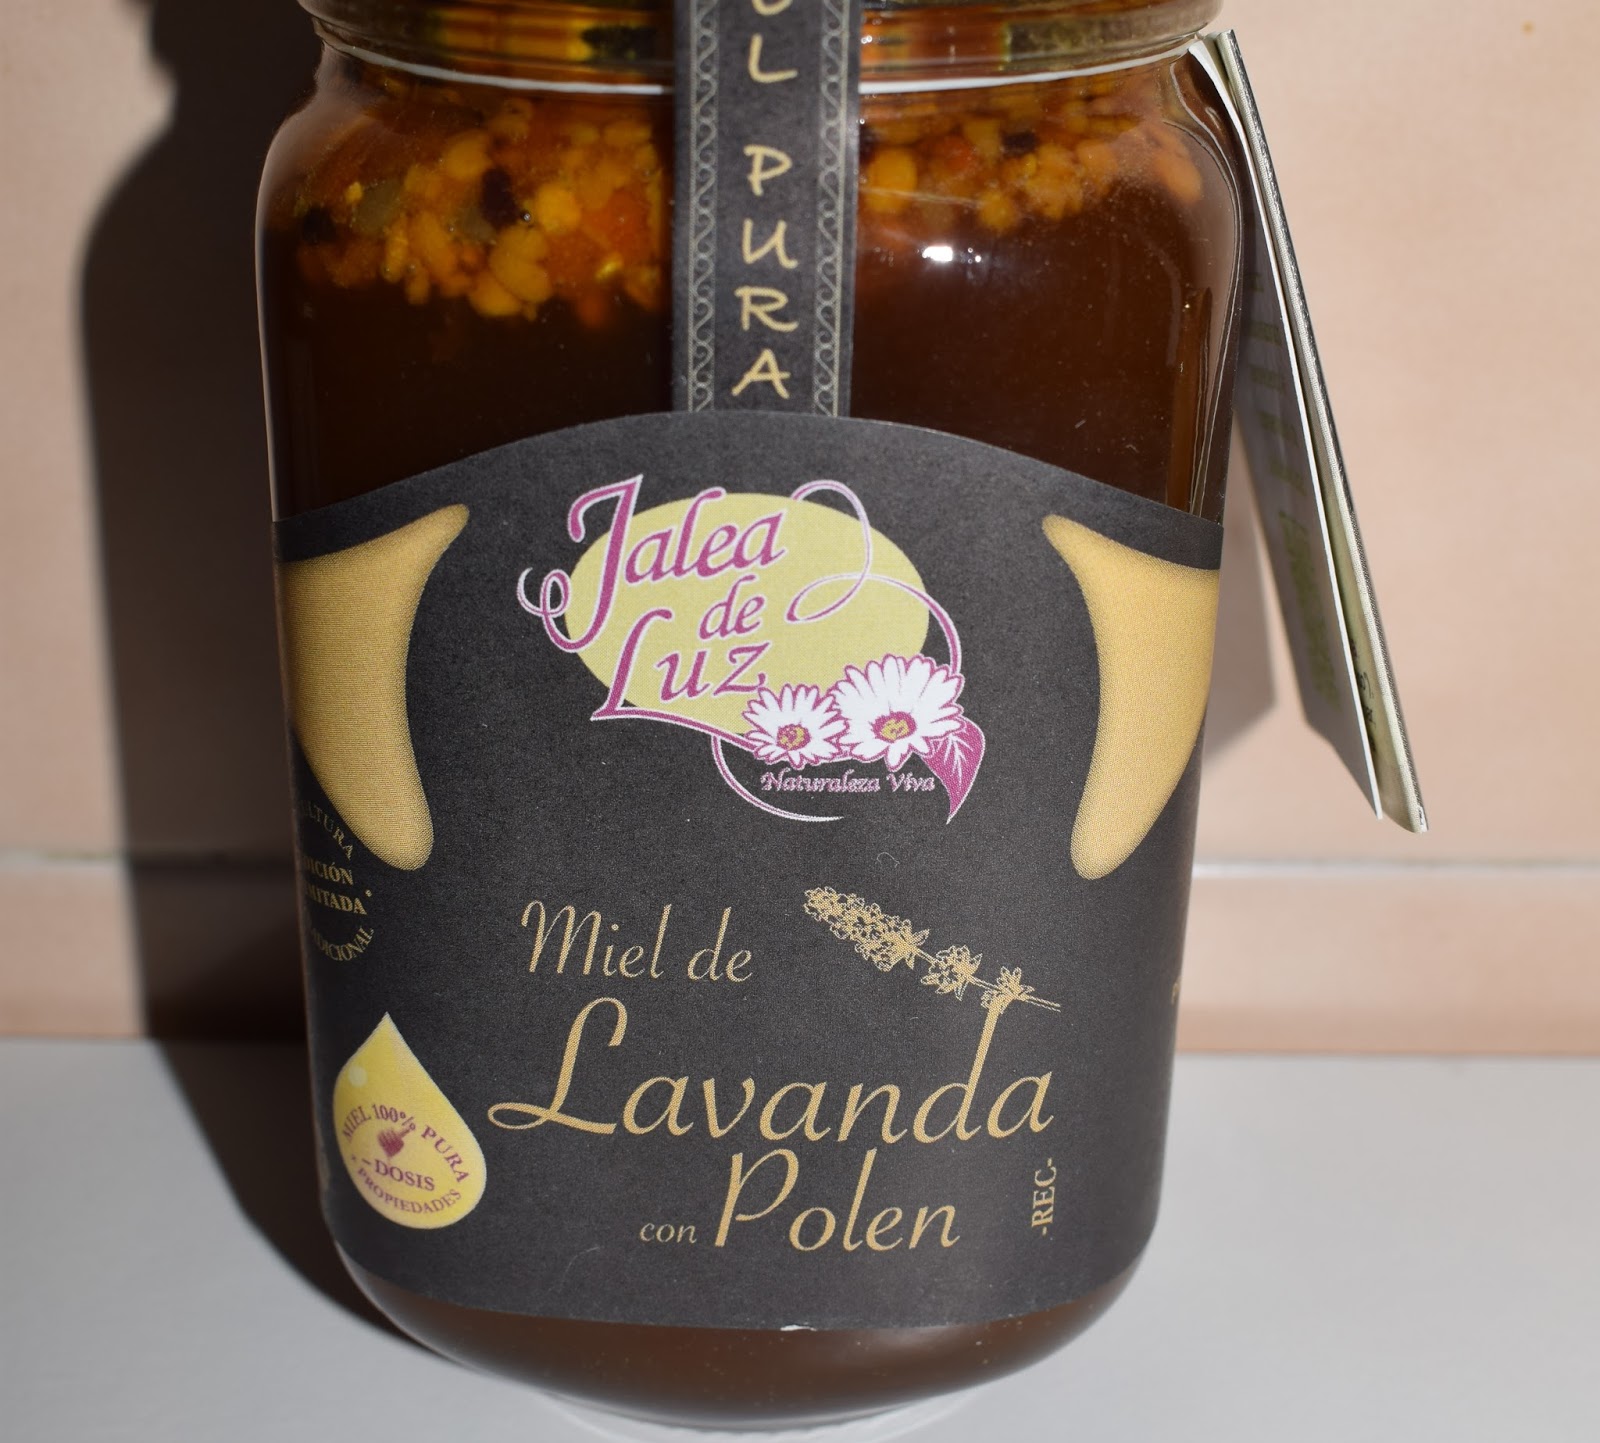 L
PURA
Jalea
de
Luz
Naturaleza Viva
Miel de
Lavanda
con Polen
-REC-
MIEL 100% PURA
-DOSIS
PROPIEDADES